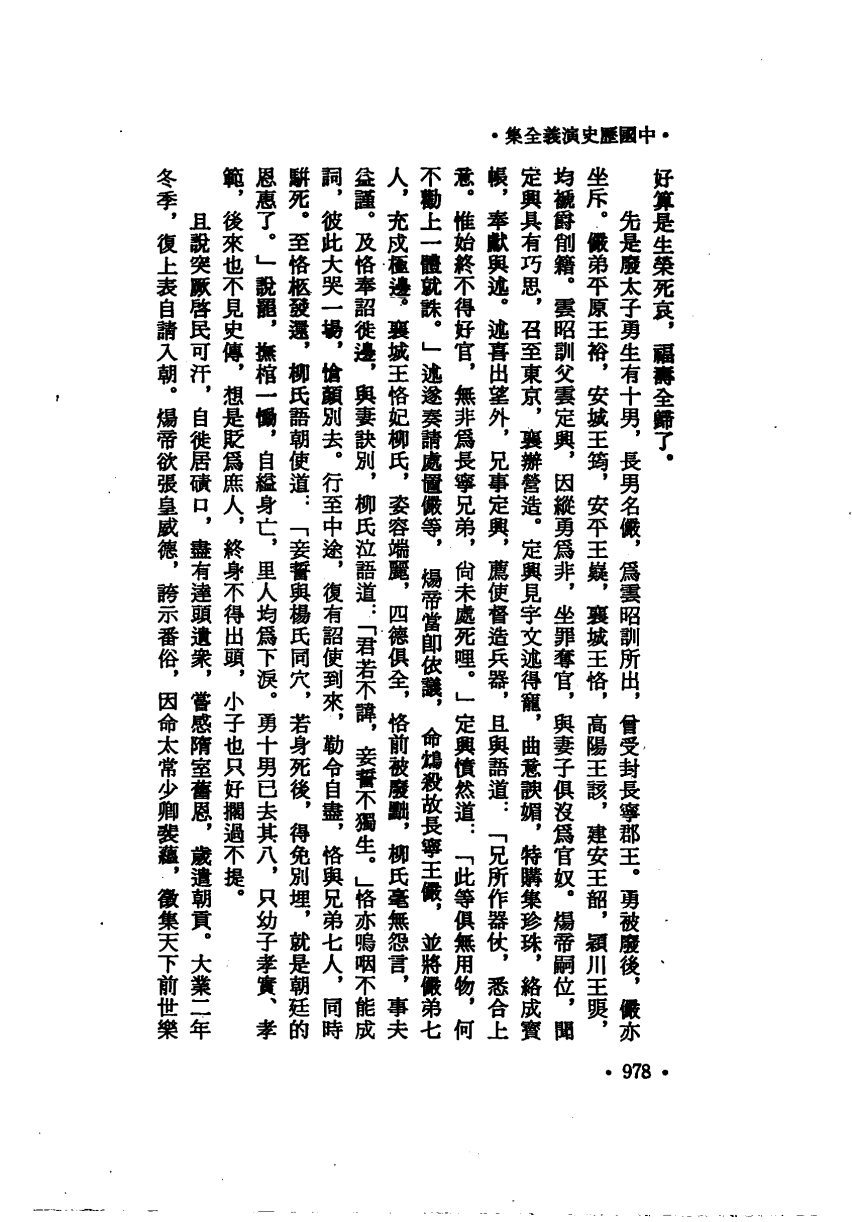 •中國歷史演義全集•
好算是生榮死哀，福壽全歸了。
先是廢太子勇生有十男，長男名儼，為雲昭訓所出，曾受封長寧郡王。勇被廢後，儼亦
坐斥。儼弟平原王裕，安城王筠，安平王嶷，襄城王恪，高陽王該，建安王韶，潁川王煚，
均褫爵削籍。雲昭訓父雲定興，因縱勇為非，坐罪奪官，與妻子俱沒為官奴。煬帝嗣位，聞
定興具有巧思，召至東京，襄辦營造。定興見宇文述得寵，曲意諛媚，特購集珍珠，絡成寶
帳，奉獻與述。述喜出望外，兄事定興，薦使督造兵器，且與語道：「兄所作器仗，悉合上
意。惟始終不得好官，無非為長寧兄弟，尚未處死哩。」定興憤然道：「此等俱無用物，何
不勸上一體就誅。」述遂奏請處置儼等，煬帝當即依議，命鴆殺故長寧王儼，並將儼弟七
人，充戍極邊。襄城王恪妃柳氏，姿容端麗，四德俱全，恪前被廢黜，柳氏毫無怨言，事夫
益謹。及恪奉詔徙邊，與妻訣別，柳氏泣語道：「君若不諱，妾誓不獨生。」恪亦嗚咽不能成
詞，彼此大哭一場，愴顏別去。行至中途，復有詔使到來，勒令自盡，恪與兄弟七人，同時
駢死。至恪柩發還，柳氏語朝使道：「妾誓與楊氏同穴，若身死後，得免別埋，就是朝廷的
恩惠了。」說罷，撫棺一慟，自縊身亡，里人均為下淚。勇十男已去其八，只幼子孝實、孝
範，後來也不見史傳，想是貶為庶人，終身不得出頭，小子也只好擱過不提。
且說突厥啓民可汗，自徙居磧口，盡有達頭遺衆，嘗感隋室舊恩，歲遣朝貢。大業二年
冬季，復上表自請入朝。煬帝欲張皇威德，誇示番俗，因命太常少卿裴蘊，徵集天下前世樂
•978•